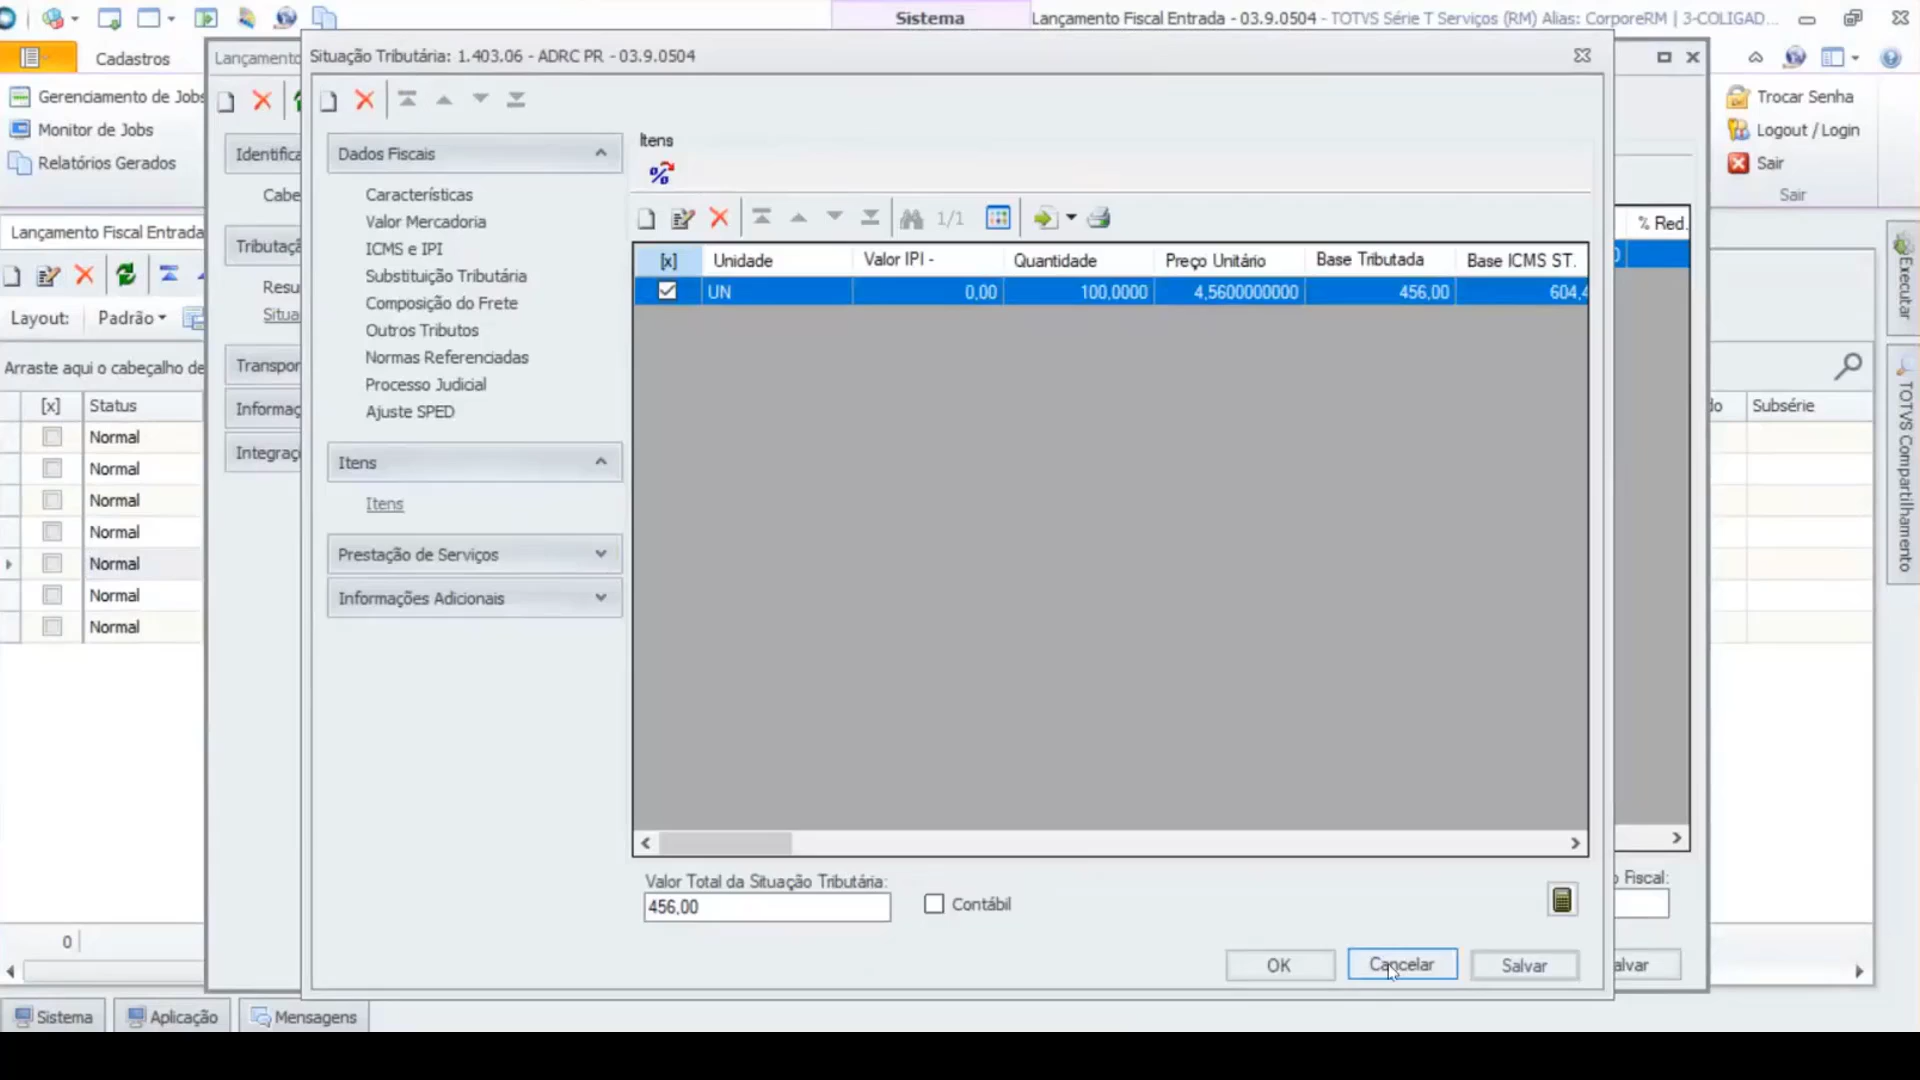 Sistema
Lançamento Fiscal Entrada - 03.9.0504 - TOTVS Série T Serviços (RM) Alias: CorporeRM | 3-COLIGAD...
Cadastros
Gerenciamento de Jobs
Monitor de Jobs
Relatórios Gerados
Trocar Senha
Logout / Login
Sair
Sair
Lançamento Fiscal Entrada
Layout: Padrão
Arraste aqui o cabeçalho de
[x] Status
Normal
Normal
Normal
Normal
Normal
Normal
Normal
0
Subsérie
Executar
TOTVS Compartilhamento
Lançamento
Identifica
Cabe
Tributaçã
Resu
Situa
Transpor
Informaç
Integraç
% Red.
Fiscal:
alvar
Situação Tributária: 1.403.06 - ADRC PR - 03.9.0504
Dados Fiscais
Características
Valor Mercadoria
ICMS e IPI
Substituição Tributária
Composição do Frete
Outros Tributos
Normas Referenciadas
Processo Judicial
Ajuste SPED
Itens
Itens
Prestação de Serviços
Informações Adicionais
Itens
%
1/1
[x] Unidade Valor IPI - Quantidade Preço Unitário Base Tributada Base ICMS ST.
UN 0,00 100,0000 4,5600000000 456,00 604,4
Valor Total da Situação Tributária:
456,00
Contábil
OK Cancelar Salvar
Sistema Aplicação Mensagens